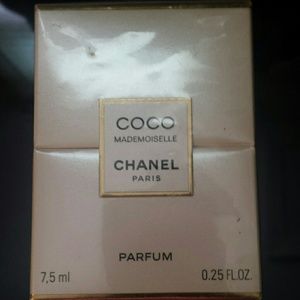 COCO
MADEMOISELLE
CHANEL
PARIS
PARFUM
7,5 ml 0.25 FL.OZ.